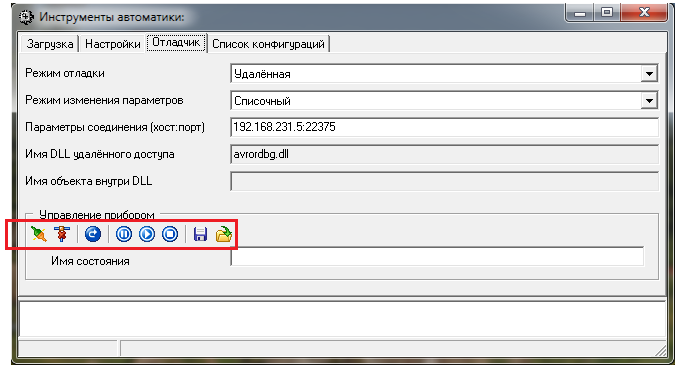 Инструменты автоматики:
Загрузка Настройки Отладчик Список конфигураций
Режим отладки Удалённая
Режим изменения параметров Списочный
Параметры соединения (хост:порт) 192.168.231.5:22375
Имя DLL удалённого доступа avrordbg.dll
Имя объекта внутри DLL
Управление прибором
Имя состояния